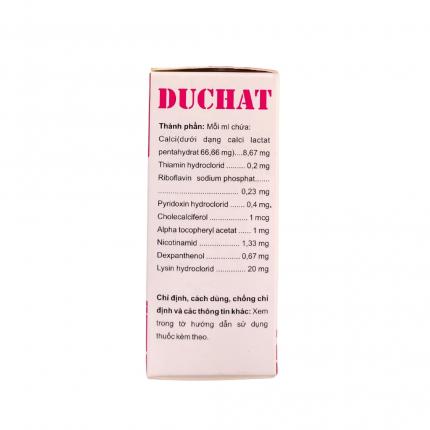 DUCHAT
Thành phần: Mỗi ml chứa:
Calci(dưới dạng calci lactat
pentahydrat 66,66 mg)....8,67 mg
Thiamin hydroclorid ........ 0,2 mg
Riboflavin sodium phosphat.......
.................................. 0,23 mg
Pyridoxin hydroclorid ...... 0,4 mg
Cholecalciferol ................ 1 mcg
Alpha tocopheryl acetat ...... 1 mg
Nicotinamid ................. 1,33 mg
Dexpanthenol .............. 0,67 mg
Lysin hydroclorid ............ 20 mg
Chỉ định, cách dùng, chống chỉ
định và các thông tin khác: Xem
trong tờ hướng dẫn sử dụng
thuốc kèm theo.